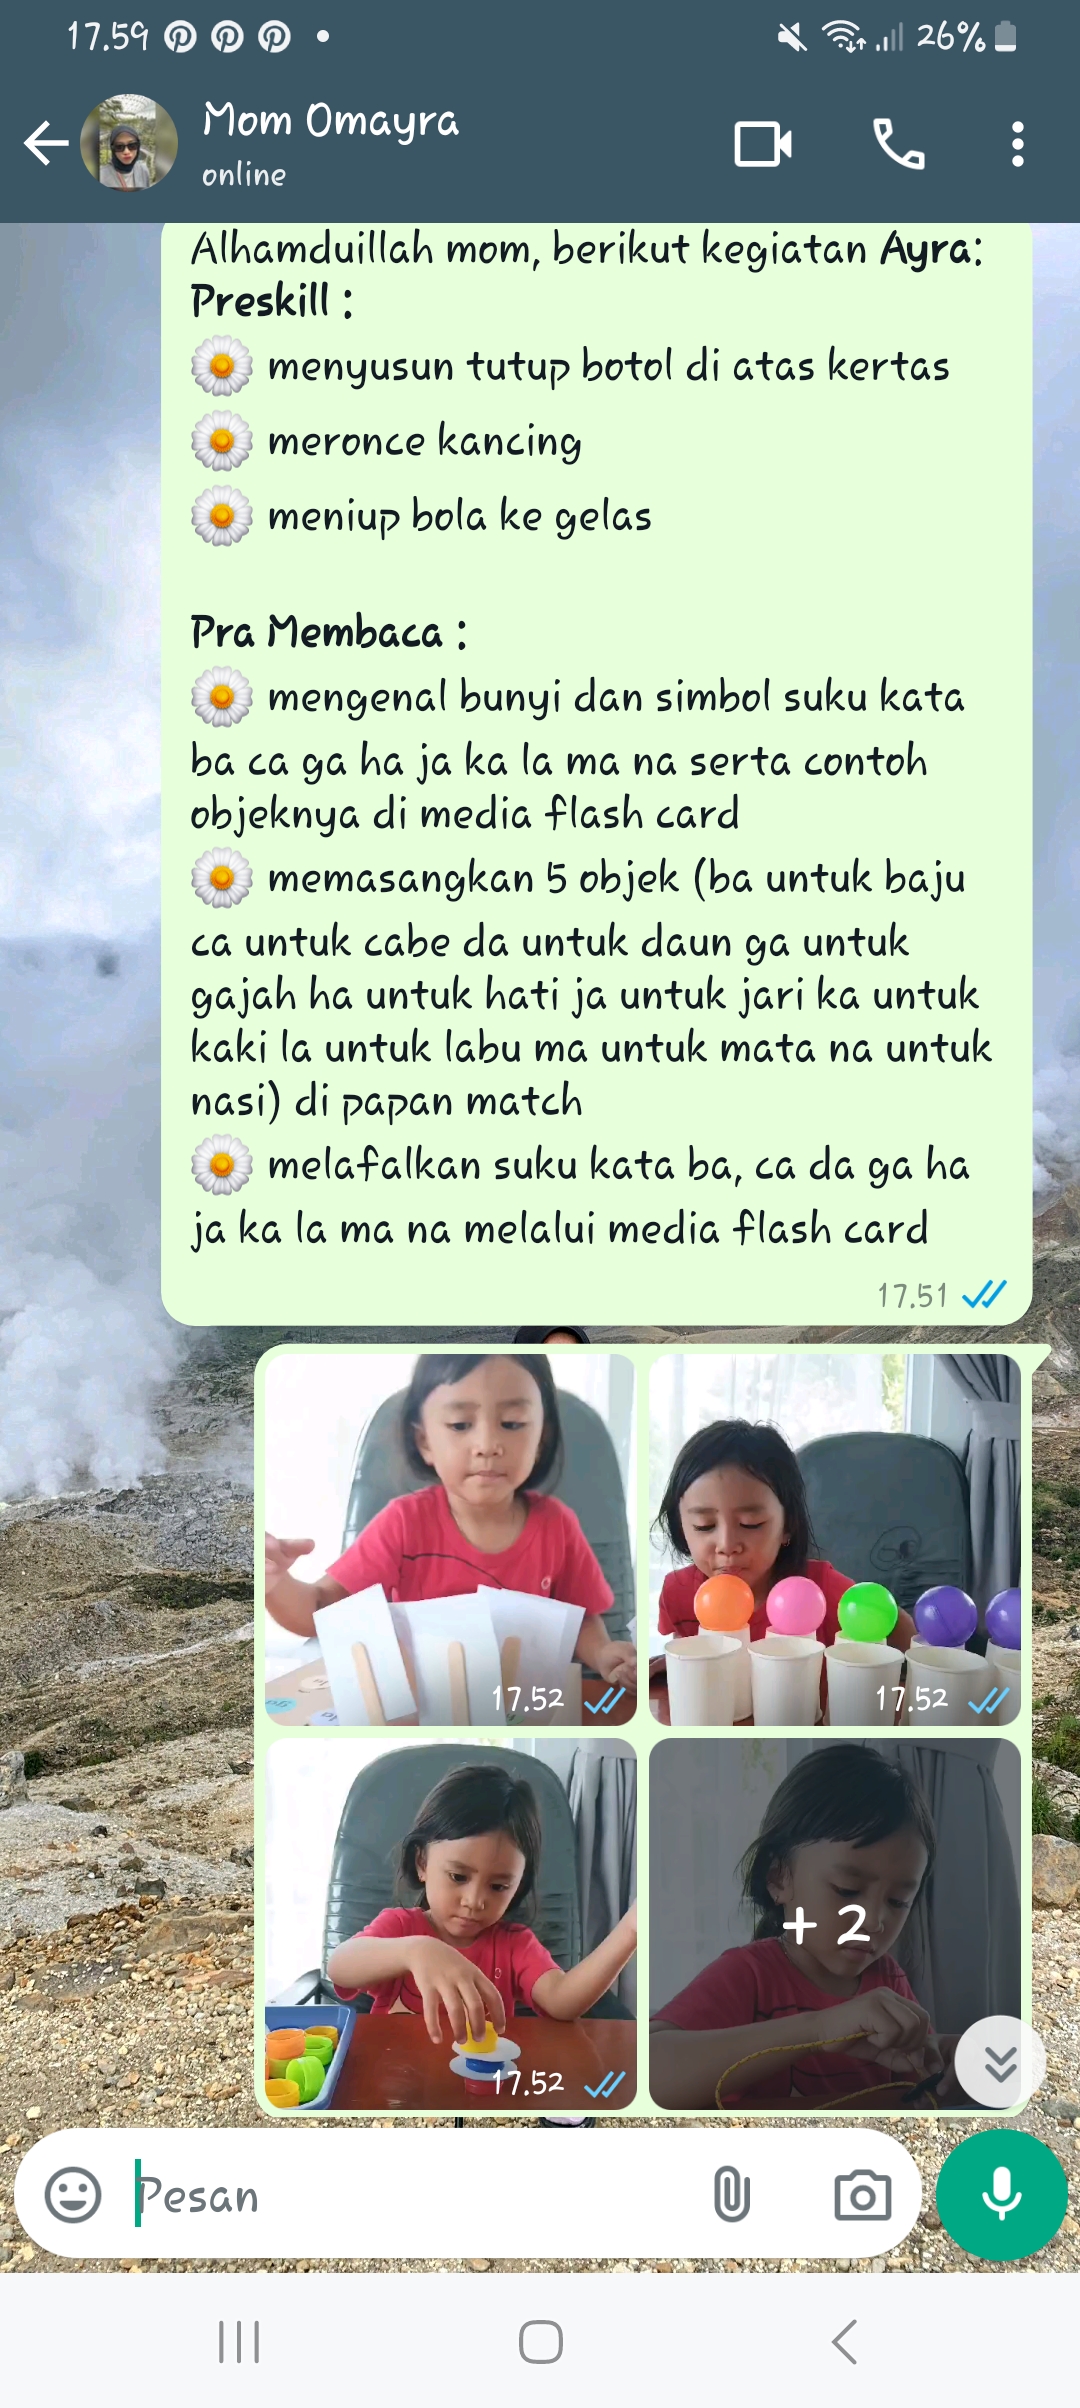 17.59 26%
Mom Omayra
online
Alhamduillah mom, berikut kegiatan Ayra:
Preskill :
🌼 menyusun tutup botol di atas kertas
🌼 meronce kancing
🌼 meniup bola ke gelas
Pra Membaca :
🌼 mengenal bunyi dan simbol suku kata
ba ca ga ha ja ka la ma na serta contoh
objeknya di media flash card
🌼 memasangkan 5 objek (ba untuk baju
ca untuk cabe da untuk daun ga untuk
gajah ha untuk hati ja untuk jari ka untuk
kaki la untuk labu ma untuk mata na untuk
nasi) di papan match
🌼 melafalkan suku kata ba, ca da ga ha
ja ka la ma na melalui media flash card
17.51
17.52 17.52
17.52 + 2
Pesan